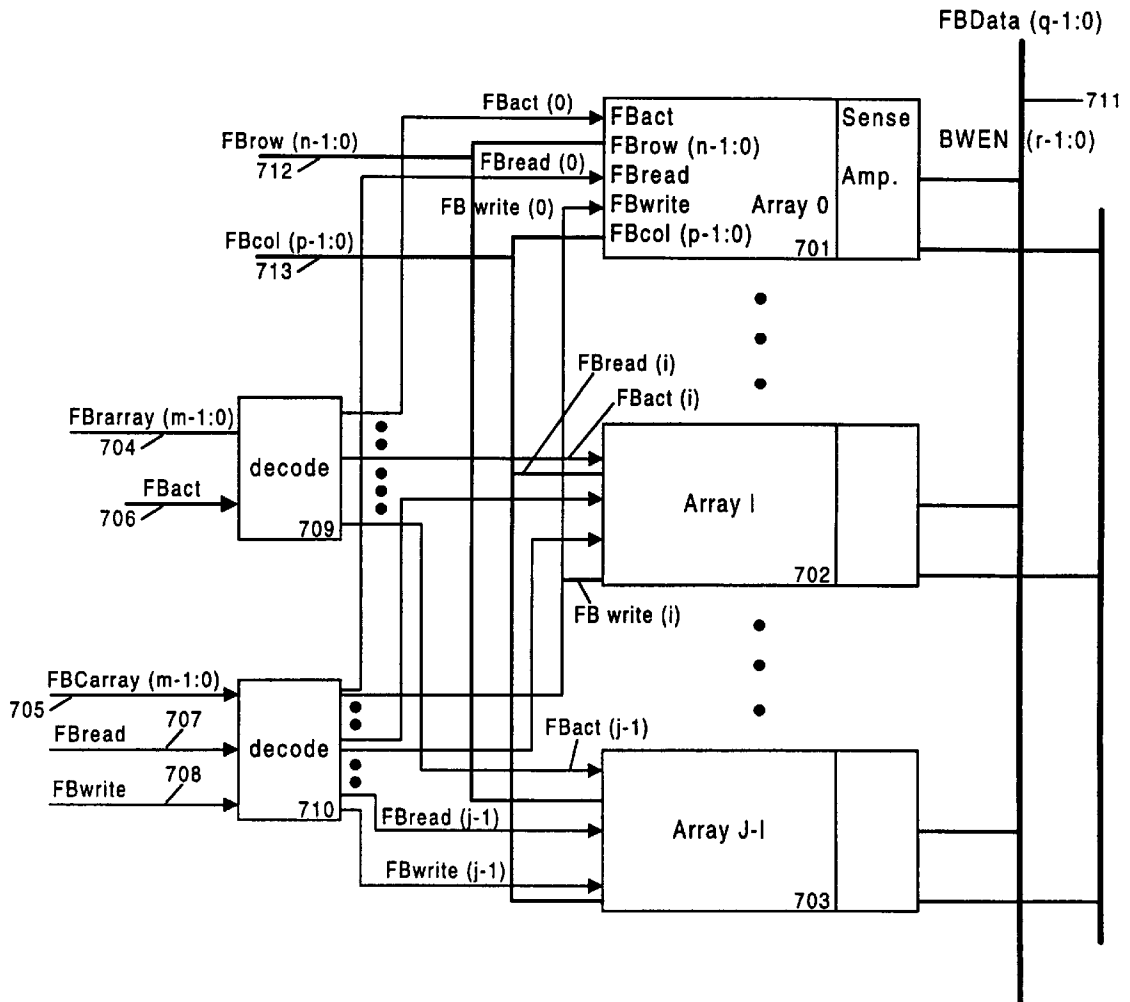 FBData (q-1:0)
711
BWEN (r-1:0)
FBact (0)
FBrow (n-1:0)
712
FBread (0)
FB write (0)
FBcol (p-1:0)
713
FBact
FBrow (n-1:0)
FBread
FBwrite Array 0
FBcol (p-1:0)
701
Sense
Amp.
FBread (i)
FBact (i)
FBrarray (m-1:0)
704
FBact
706
decode
709
Array I
702
FB write (i)
FBCarray (m-1:0)
705
FBread
707
FBwrite
708
decode
710
FBact (j-1)
FBread (j-1)
FBwrite (j-1)
Array J-I
703